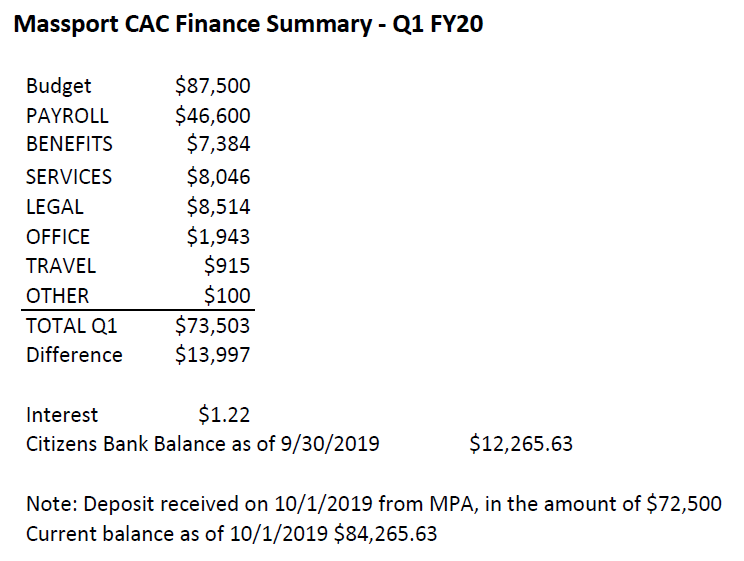 Massport CAC Finance Summary - Q1 FY20
Budget $87,500
PAYROLL $46,600
BENEFITS $7,384
SERVICES $8,046
LEGAL $8,514
OFFICE $1,943
TRAVEL $915
OTHER $100
TOTAL Q1 $73,503
Difference $13,997
Interest $1.22
Citizens Bank Balance as of 9/30/2019 $12,265.63
Note: Deposit received on 10/1/2019 from MPA, in the amount of $72,500
Current balance as of 10/1/2019 $84,265.63